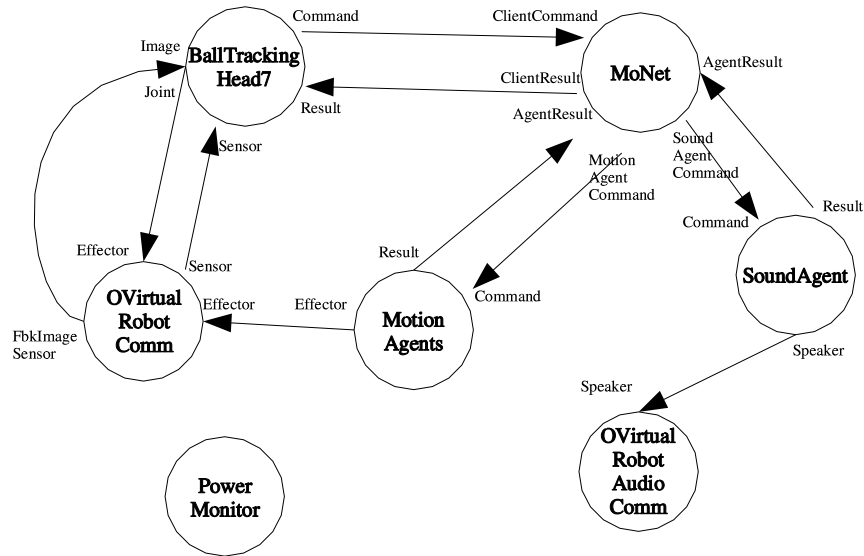 Command
ClientCommand
Image
BallTracking
Head7
MoNet
AgentResult
ClientResult
Joint
Result
AgentResult
Sensor
Sound
Agent
Command
Motion
Agent
Command
Result
Command
Effector
Result
Sensor
SoundAgent
Command
OVirtual
Robot
Comm
Effector
Effector
Motion
Agents
FbkImage
Sensor
Speaker
Speaker
OVirtual
Robot
Audio
Comm
Power
Monitor